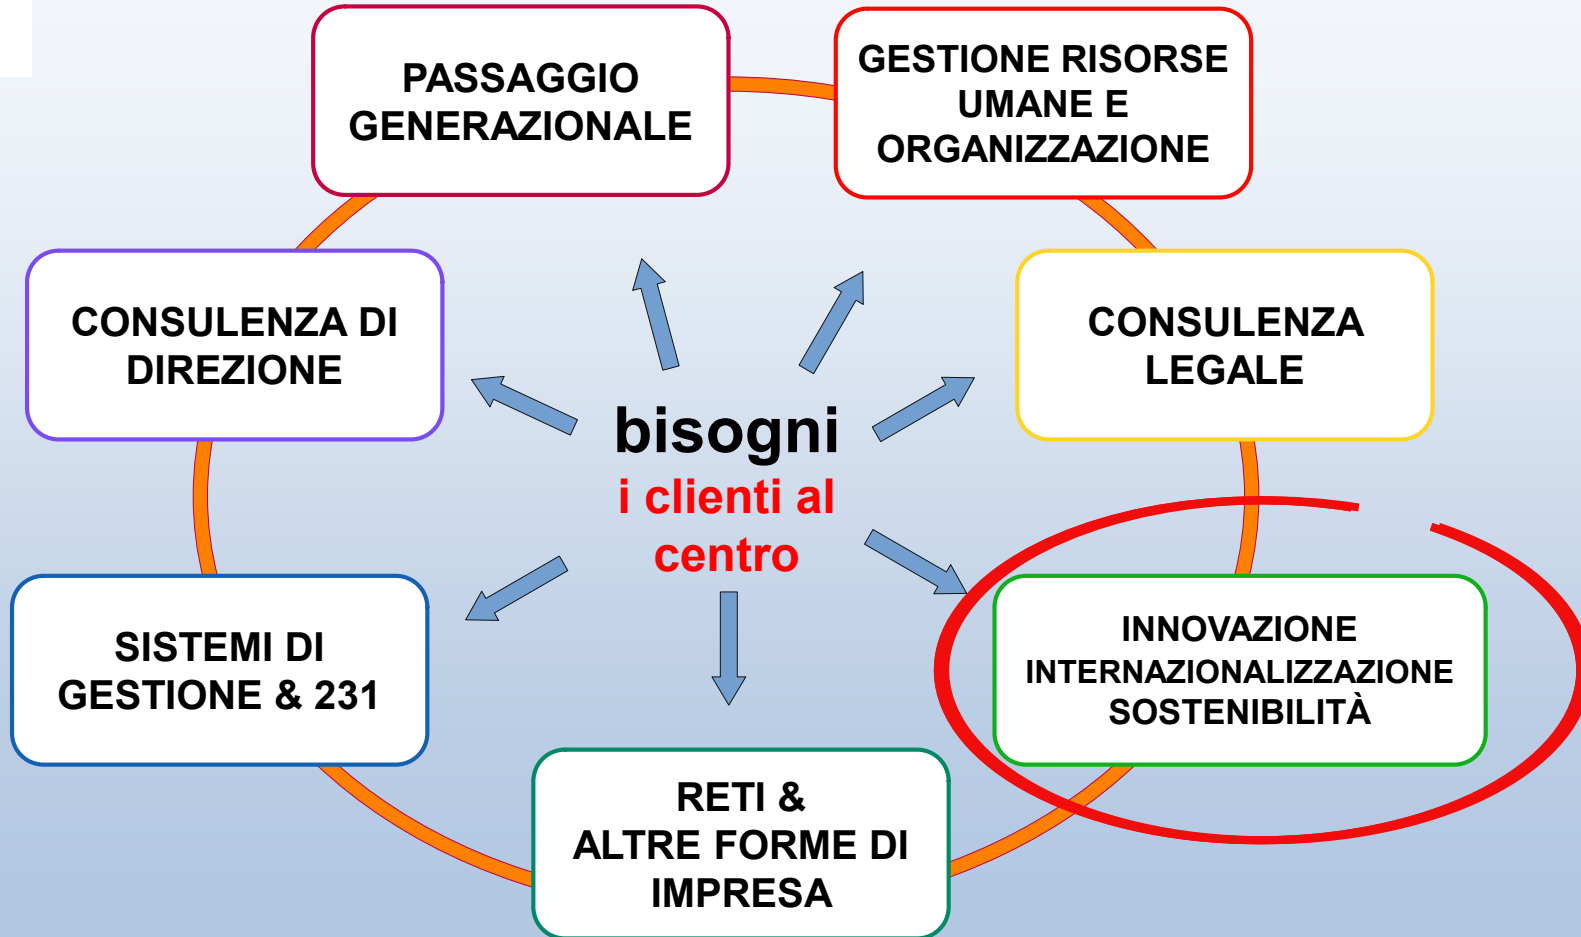 PASSAGGIO
GENERAZIONALE
GESTIONE RISORSE
UMANE E
ORGANIZZAZIONE
CONSULENZA DI
DIREZIONE
CONSULENZA
LEGALE
bisogni
i clienti al
centro
SISTEMI DI
GESTIONE & 231
INNOVAZIONE
INTERNAZIONALIZZAZIONE
SOSTENIBILITÀ
RETI &
ALTRE FORME DI
IMPRESA